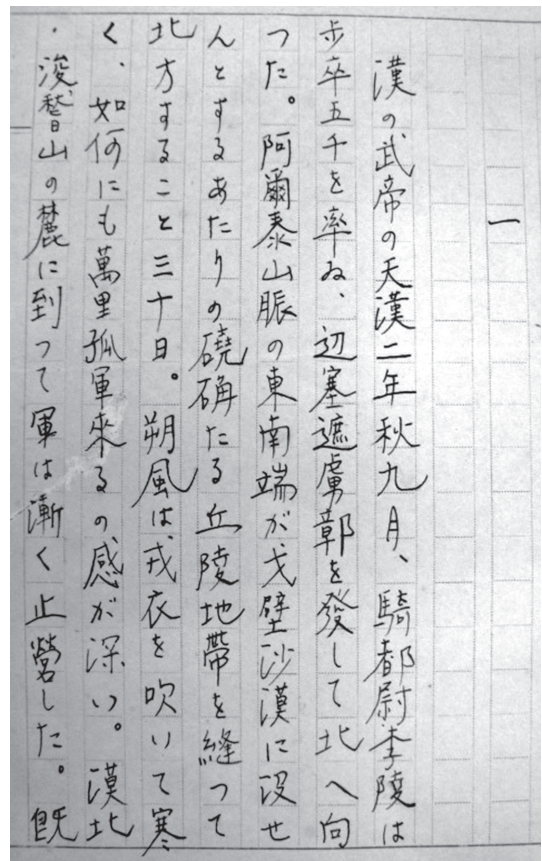 一
漢の武帝の天漢二年秋九月、騎都尉李陵は
歩卒五千を率ゐ、辺塞遮虜鄣を發して北へ向
つた。阿爾泰山脈の東南端が戈壁沙漠に没せ
んとするあたりの磽确たる丘陵地帶を縫つて
北方すること三十日。朔風は戎衣を吹いて寒
く、如何にも萬里孤軍來るの感が深い。漠北
・浚稽山の麓に到つて軍は漸く止營した。既